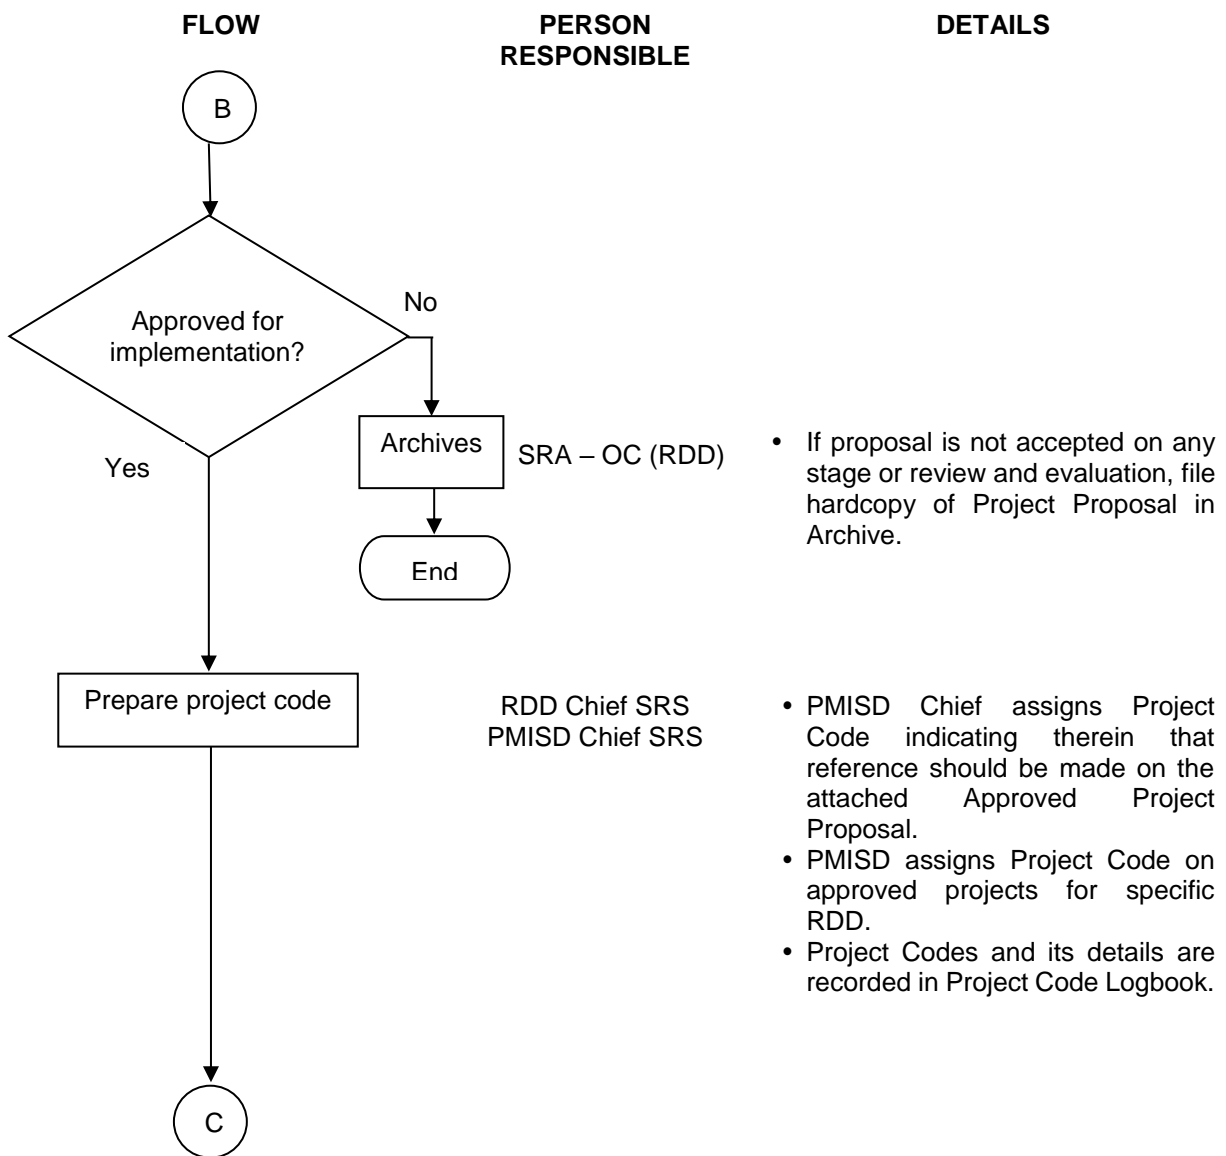 FLOW
PERSON
RESPONSIBLE
DETAILS
B
Approved for
implementation?
No
Yes
Archives
SRA – OC (RDD)
• If proposal is not accepted on any
stage or review and evaluation, file
hardcopy of Project Proposal in
Archive.
End
Prepare project code
RDD Chief SRS
PMISD Chief SRS
• PMISD Chief assigns Project
Code indicating therein that
reference should be made on the
attached Approved Project
Proposal.
• PMISD assigns Project Code on
approved projects for specific
RDD.
• Project Codes and its details are
recorded in Project Code Logbook.
C